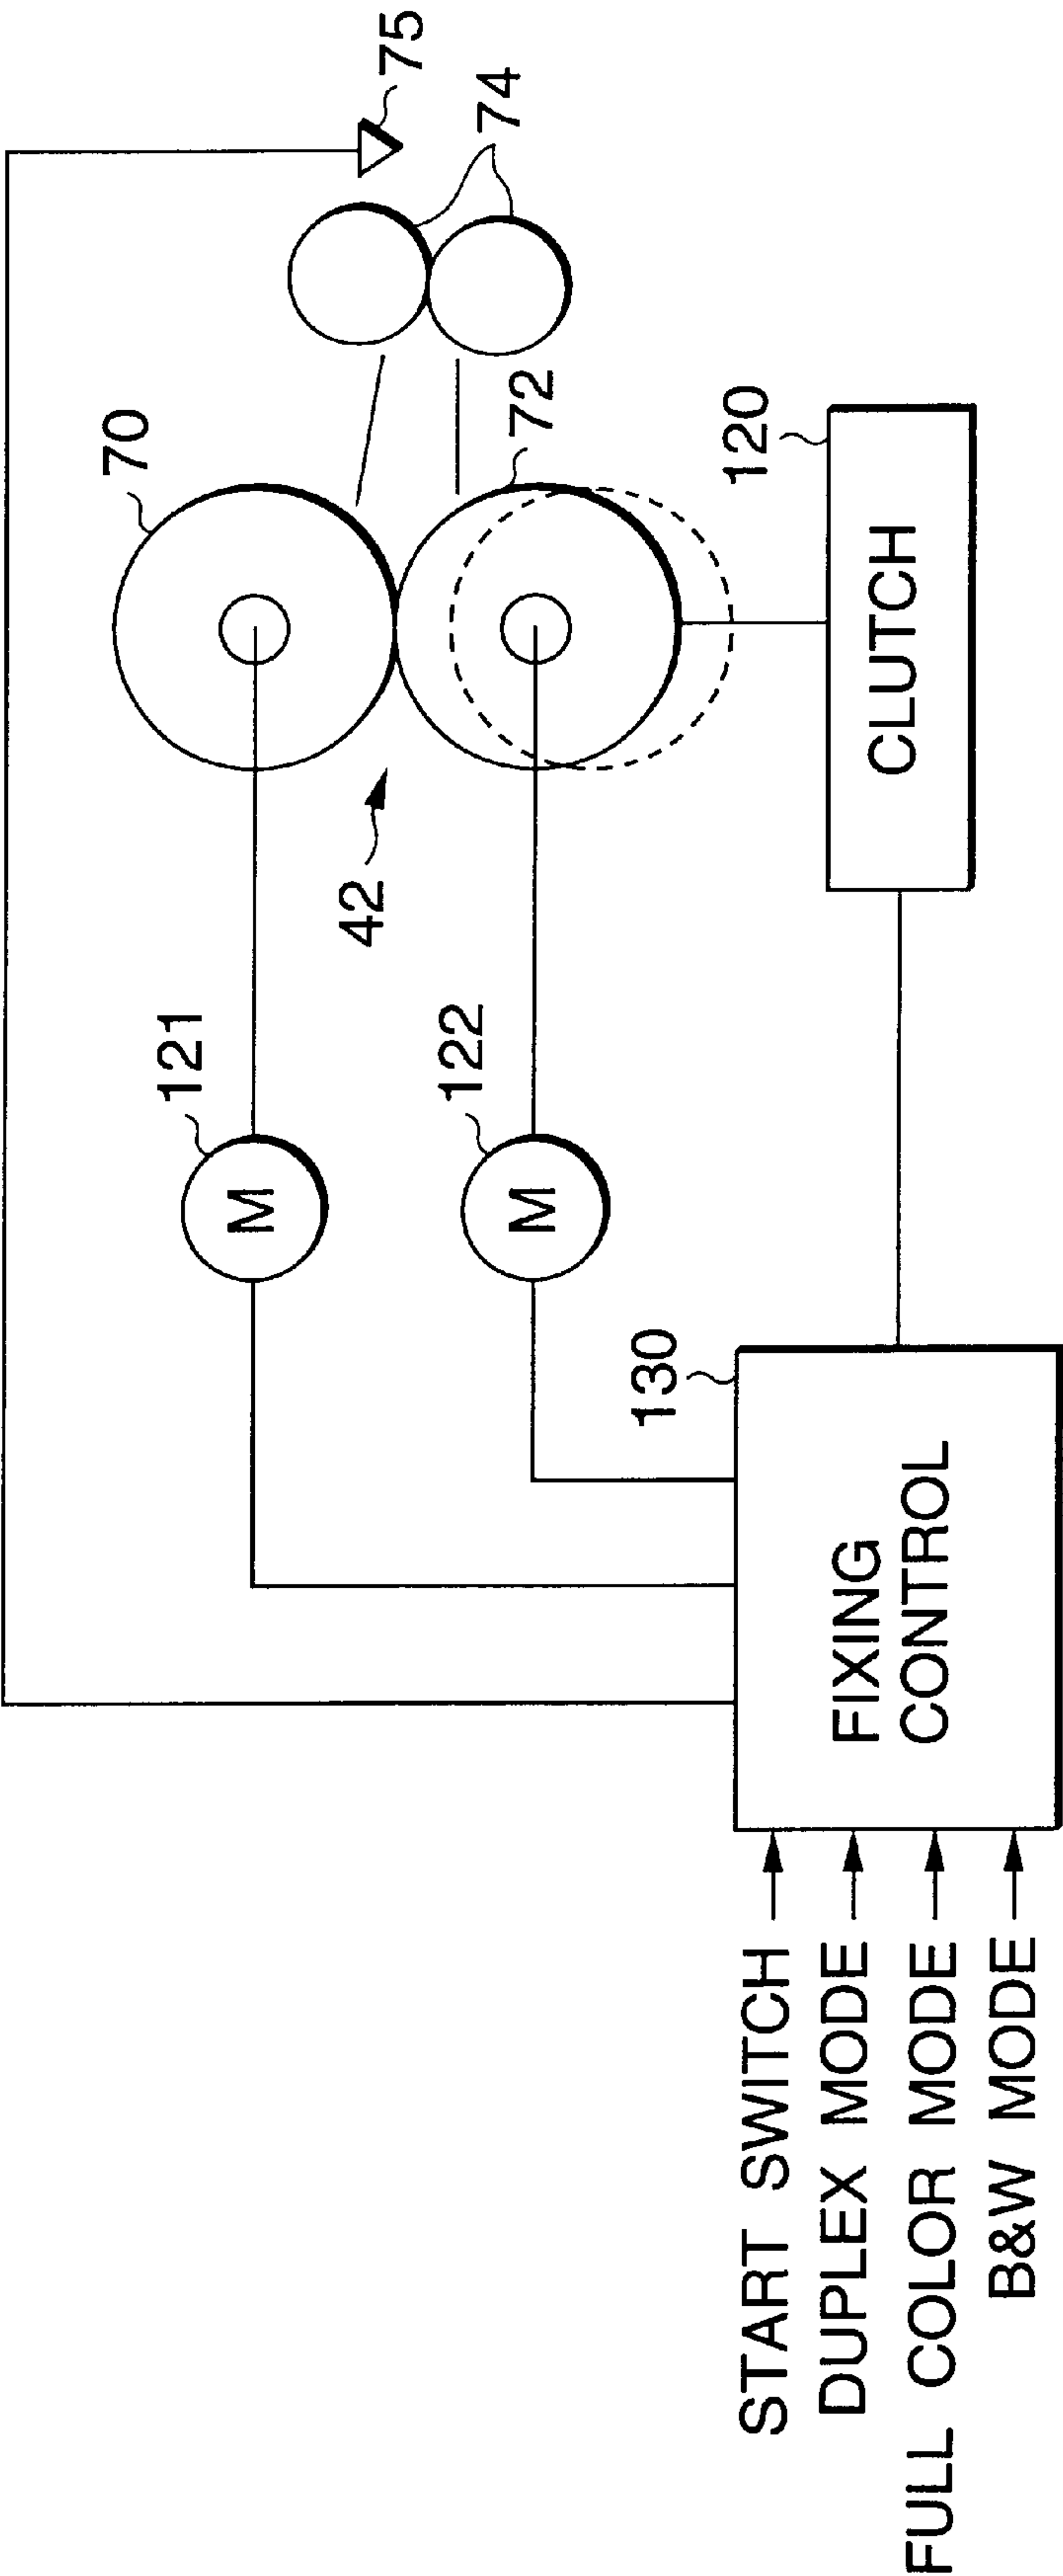 75
74
70
72
120
CLUTCH
42
121
122
M
M
130
FIXING
CONTROL
START SWITCH
DUPLEX MODE
FULL COLOR MODE
B&W MODE